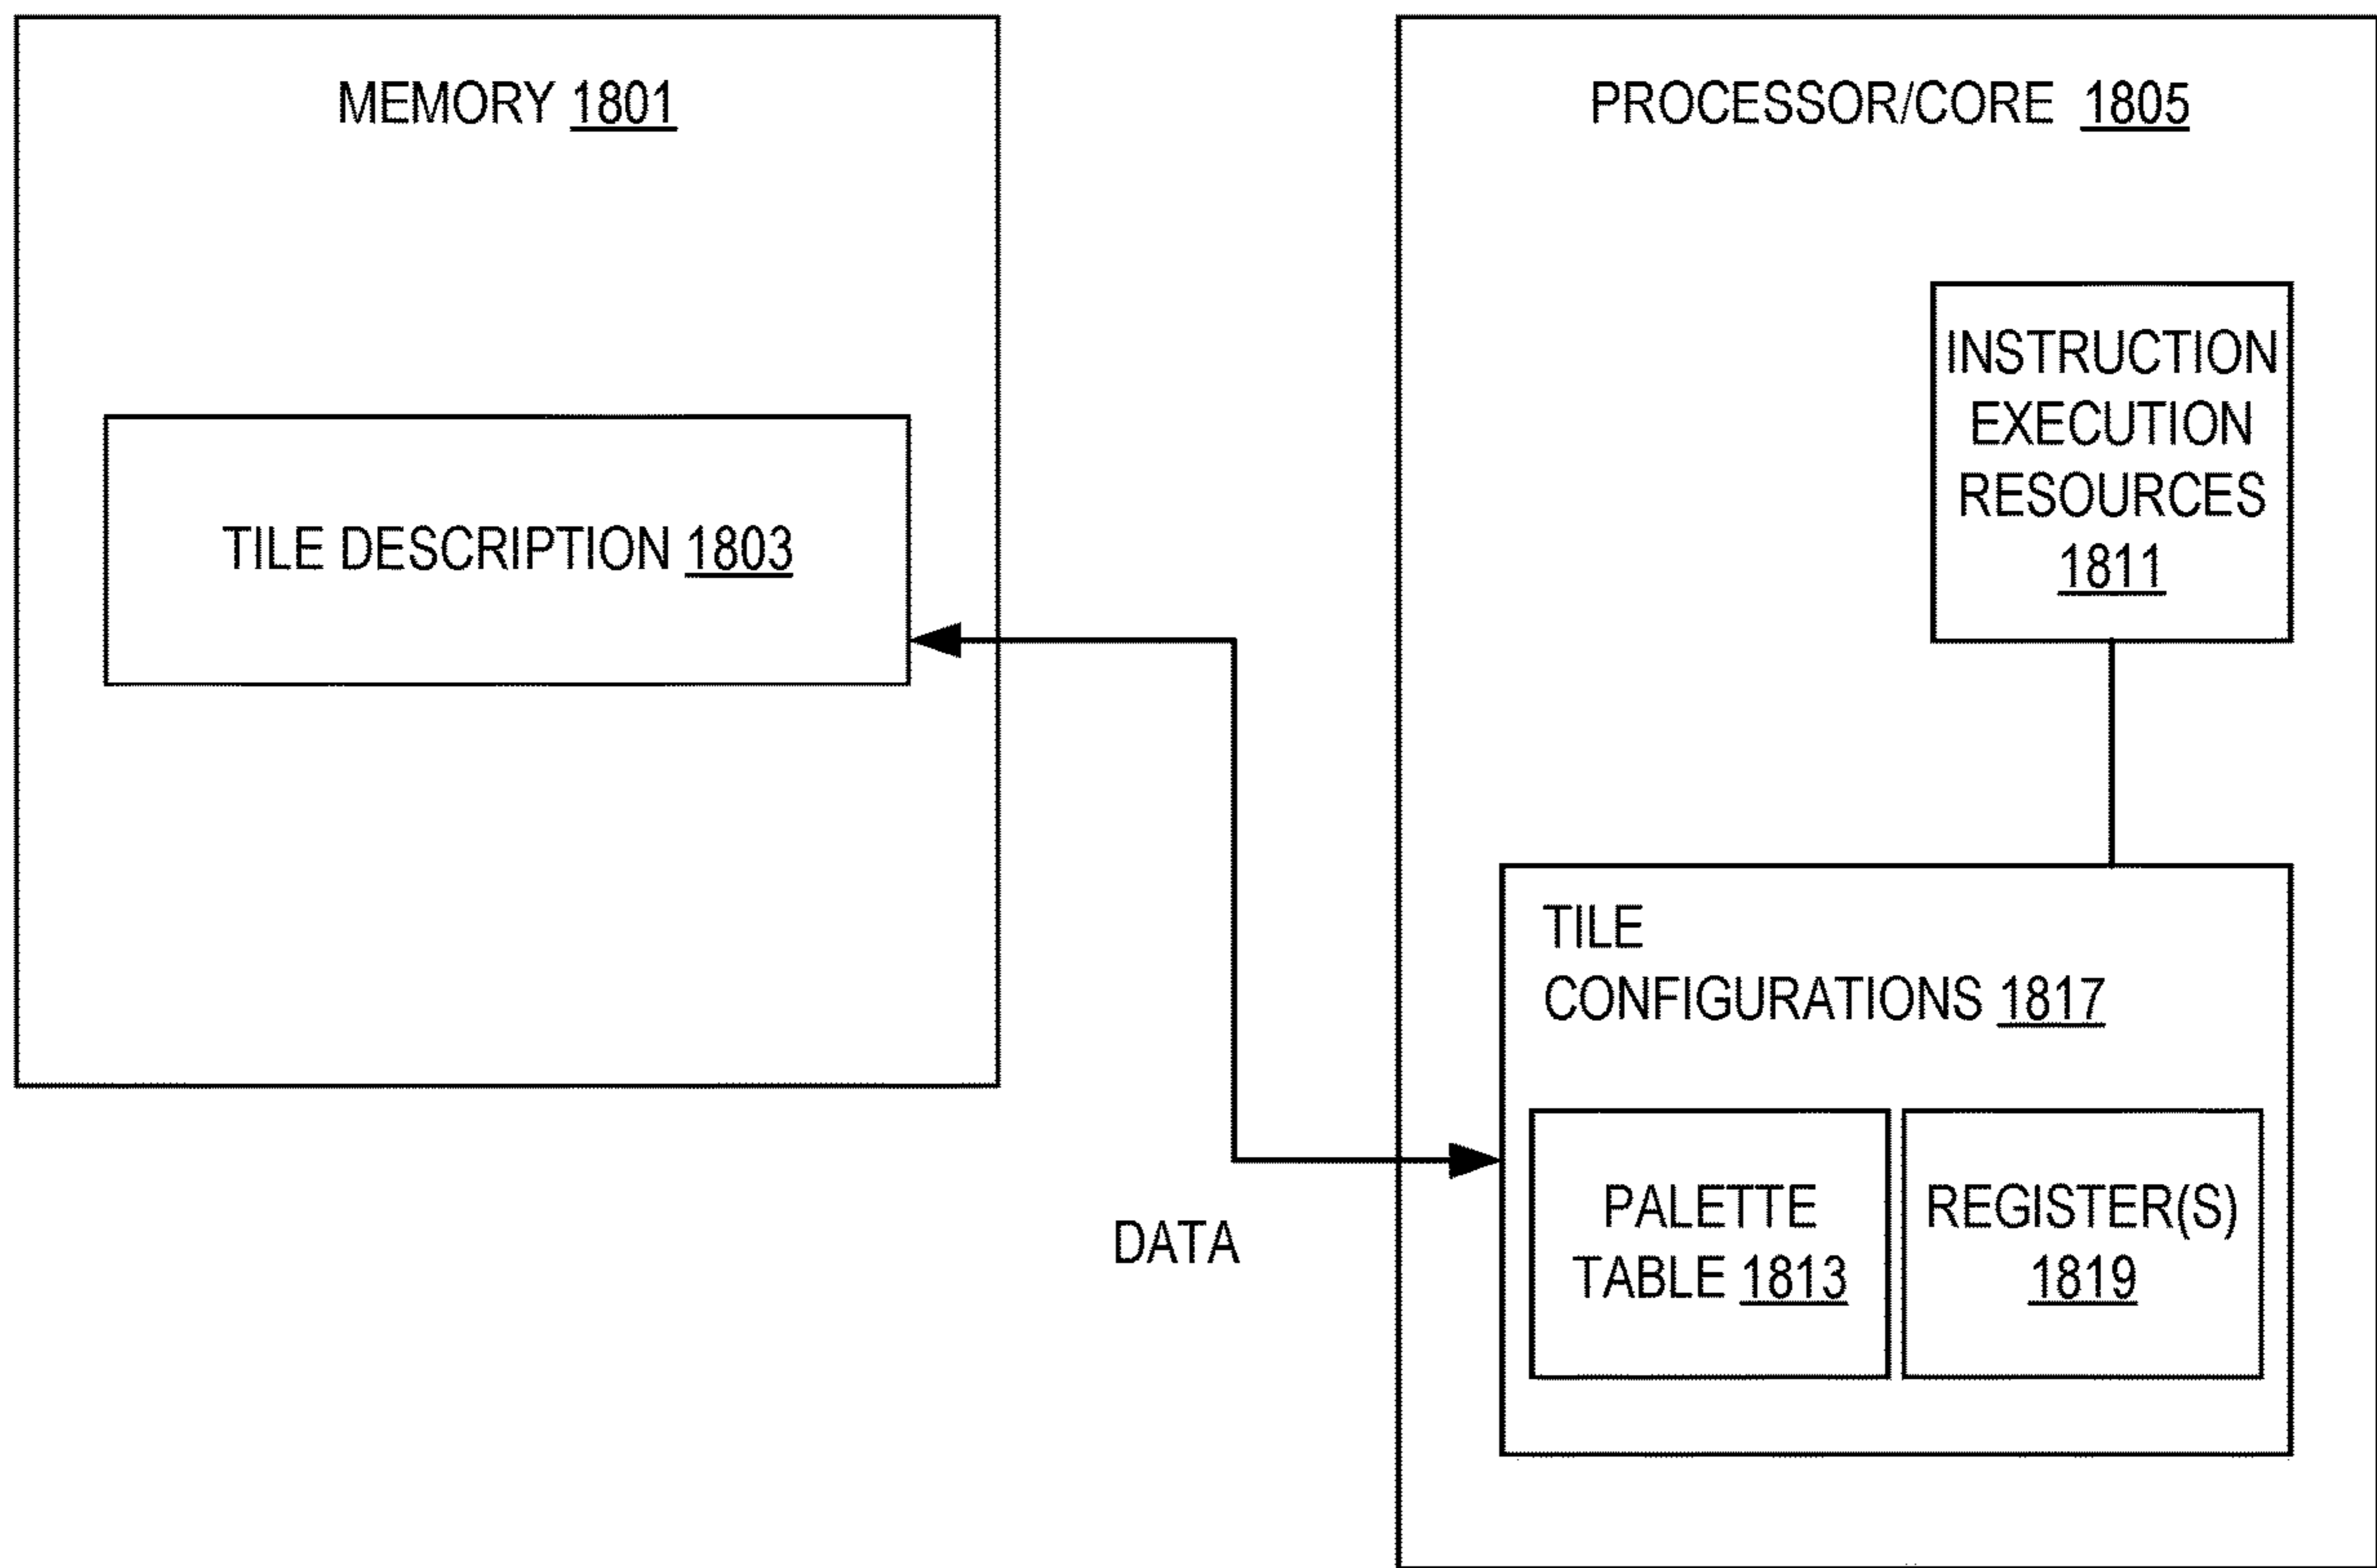 MEMORY 1801
TILE DESCRIPTION 1803
DATA
PROCESSOR/CORE 1805
INSTRUCTION
EXECUTION
RESOURCES
1811
TILE
CONFIGURATIONS 1817
PALETTE
TABLE 1813
REGISTER(S)
1819